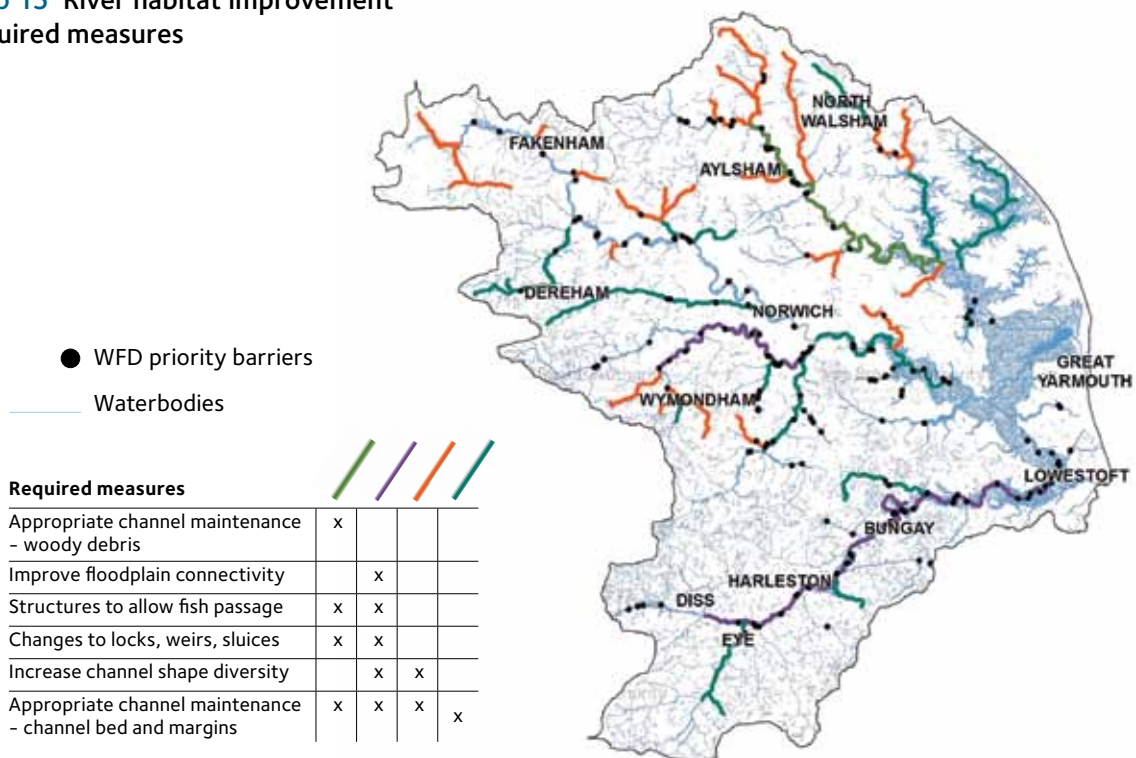 River habitat improvement
measures
FAKENHAM
NORTH
WALSHAM
AYLSHAM
DEREHAM
NORWICH
GREAT
YARMOUTH
WYMONDHAM
LOWESTOFT
BUNGAY
HARLESTON
DISS
EYE
WFD priority barriers
Waterbodies
Required measures
Appropriate channel maintenance x
- woody debris
Improve floodplain connectivity x
Structures to allow fish passage x x
Changes to locks, weirs, sluices x x
Increase channel shape diversity x x
Appropriate channel maintenance x x x x
- channel bed and margins